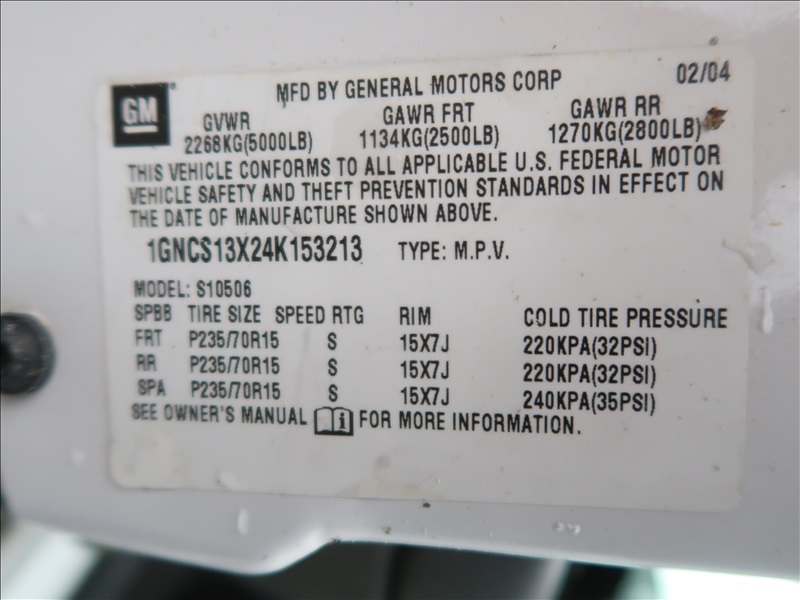 GM MFD BY GENERAL MOTORS CORP 02/04
GVWR GAWR FRT GAWR RR
2268KG(5000LB) 1134KG(2500LB) 1270KG(2800LB)
THIS VEHICLE CONFORMS TO ALL APPLICABLE U.S. FEDERAL MOTOR
VEHICLE SAFETY AND THEFT PREVENTION STANDARDS IN EFFECT ON
THE DATE OF MANUFACTURE SHOWN ABOVE.
1GNCS13X24K153213 TYPE: M.P.V.
MODEL: S10506
SPBB TIRE SIZE SPEED RTG RIM COLD TIRE PRESSURE
FRT P235/70R15 S 15X7J 220KPA(32PSI)
RR P235/70R15 S 15X7J 220KPA(32PSI)
SPA P235/70R15 S 15X7J 240KPA(35PSI)
SEE OWNER'S MANUAL i FOR MORE INFORMATION.